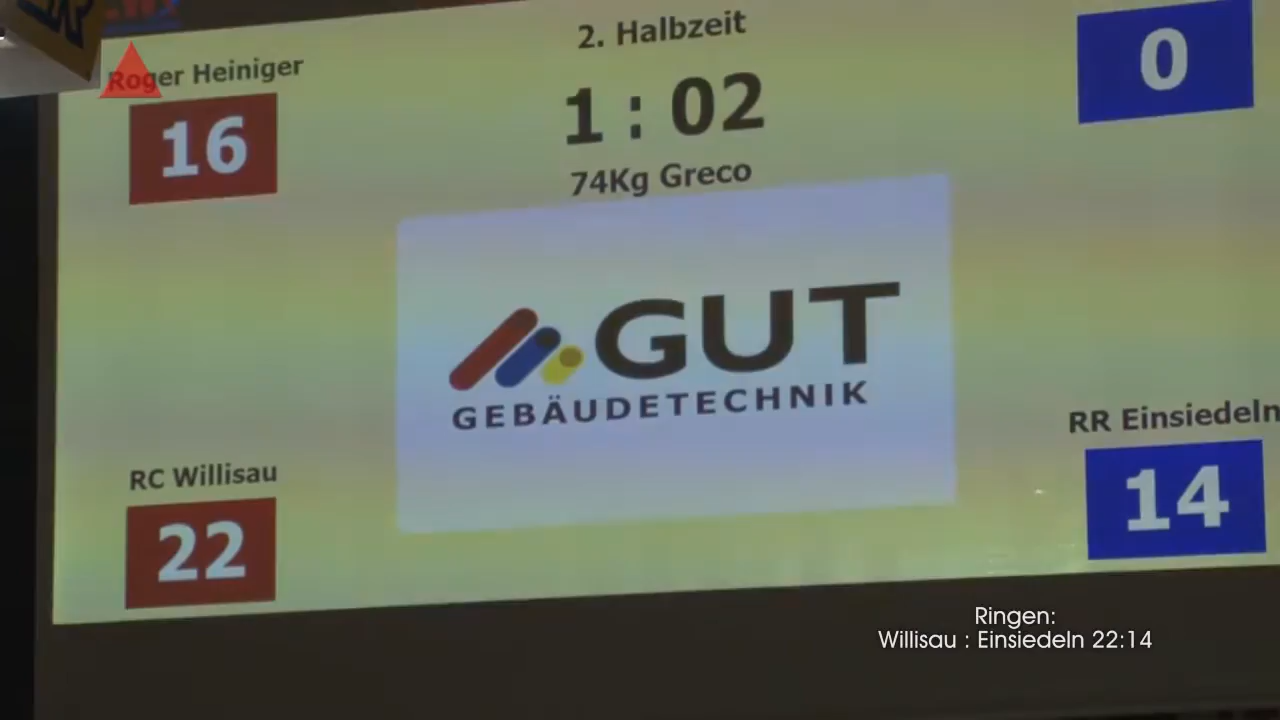 2. Halbzeit
Roger Heiniger
16
1 : 02
0
74Kg Greco
GUT
GEBÄUDETECHNIK
RC Willisau
22
RR Einsiedeln
14
Ringen:
Willisau : Einsiedeln 22:14